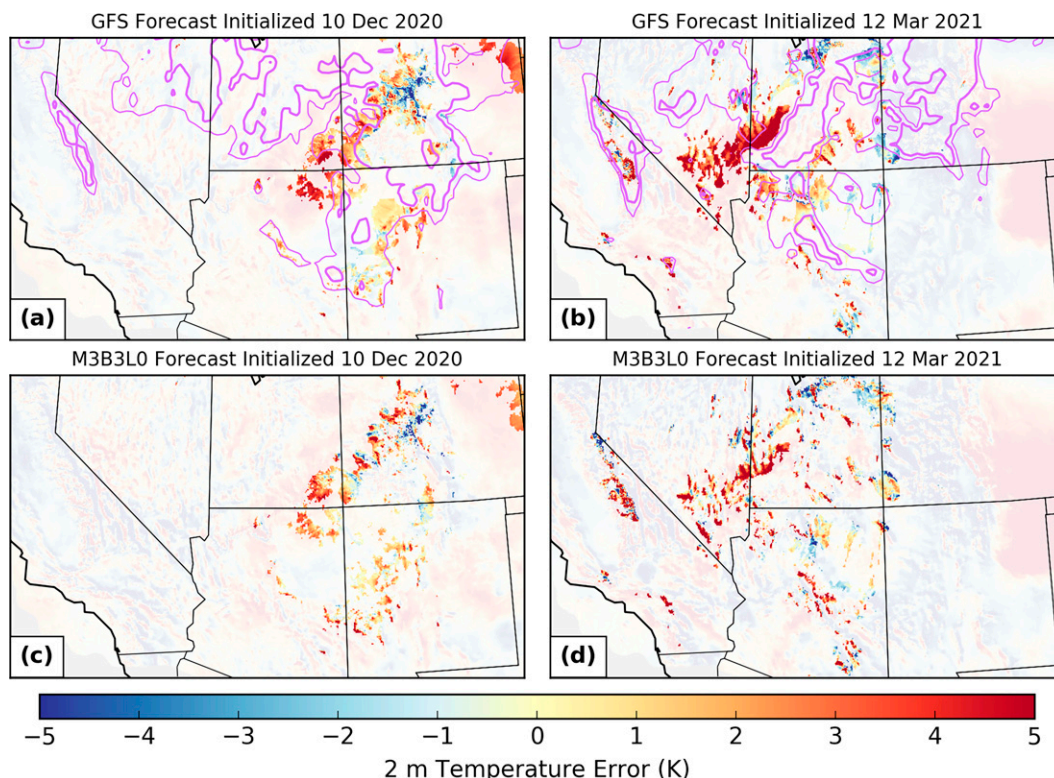 GFS Forecast Initialized 10 Dec 2020
GFS Forecast Initialized 12 Mar 2021
(a)
(b)
M3B3L0 Forecast Initialized 10 Dec 2020
M3B3L0 Forecast Initialized 12 Mar 2021
(c)
(d)
−5 −4 −3 −2 −1 0 1 2 3 4 5
2 m Temperature Error (K)